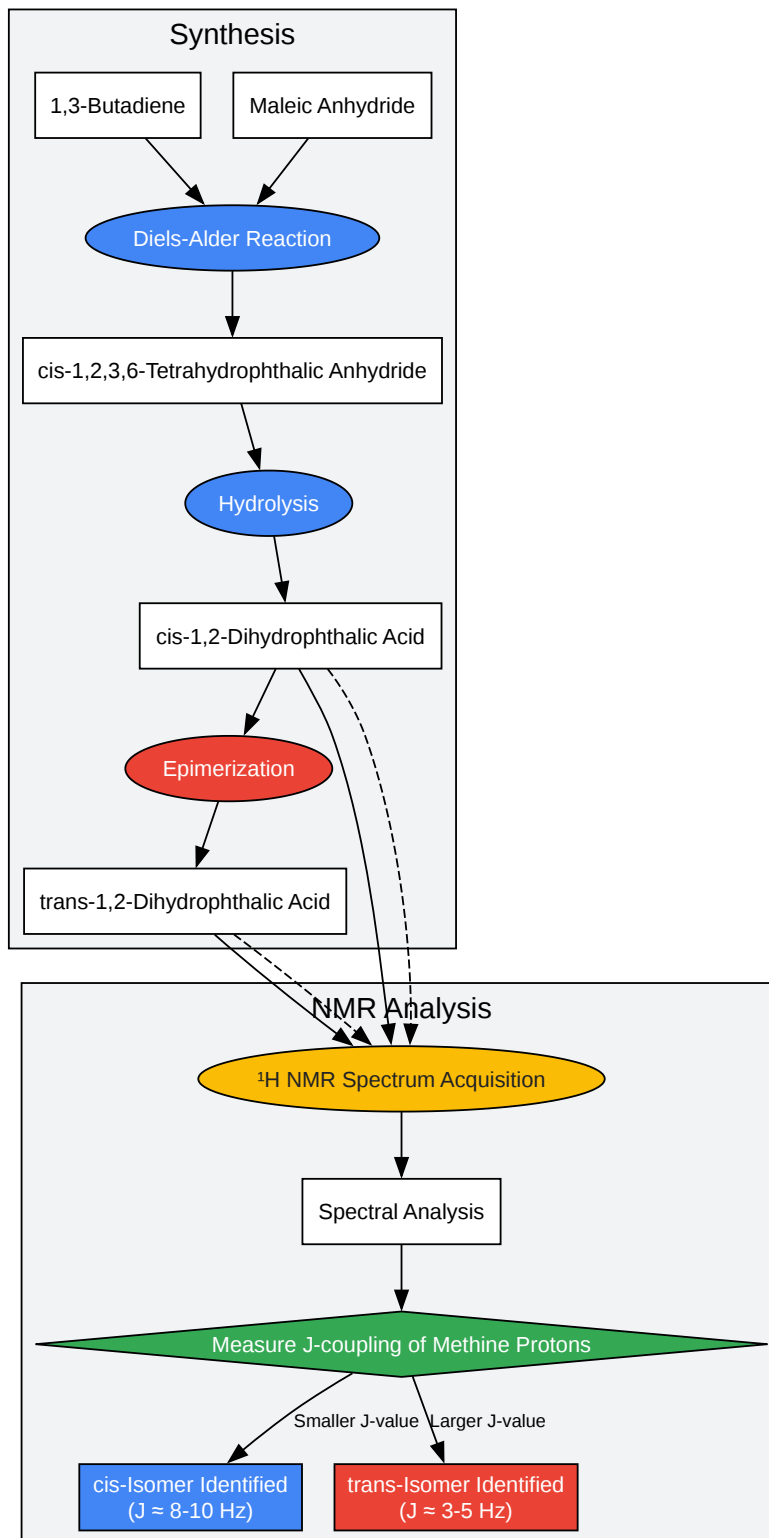 Synthesis
1,3-Butadiene
Maleic Anhydride
Diels-Alder Reaction
cis-1,2,3,6-Tetrahydrophthalic Anhydride
Hydrolysis
cis-1,2-Dihydrophthalic Acid
Epimerization
trans-1,2-Dihydrophthalic Acid
NMR Analysis
¹H NMR Spectrum Acquisition
Spectral Analysis
Measure J-coupling of Methine Protons
Smaller J-value
Larger J-value
cis-Isomer Identified
(J ≈ 8-10 Hz)
trans-Isomer Identified
(J ≈ 3-5 Hz)